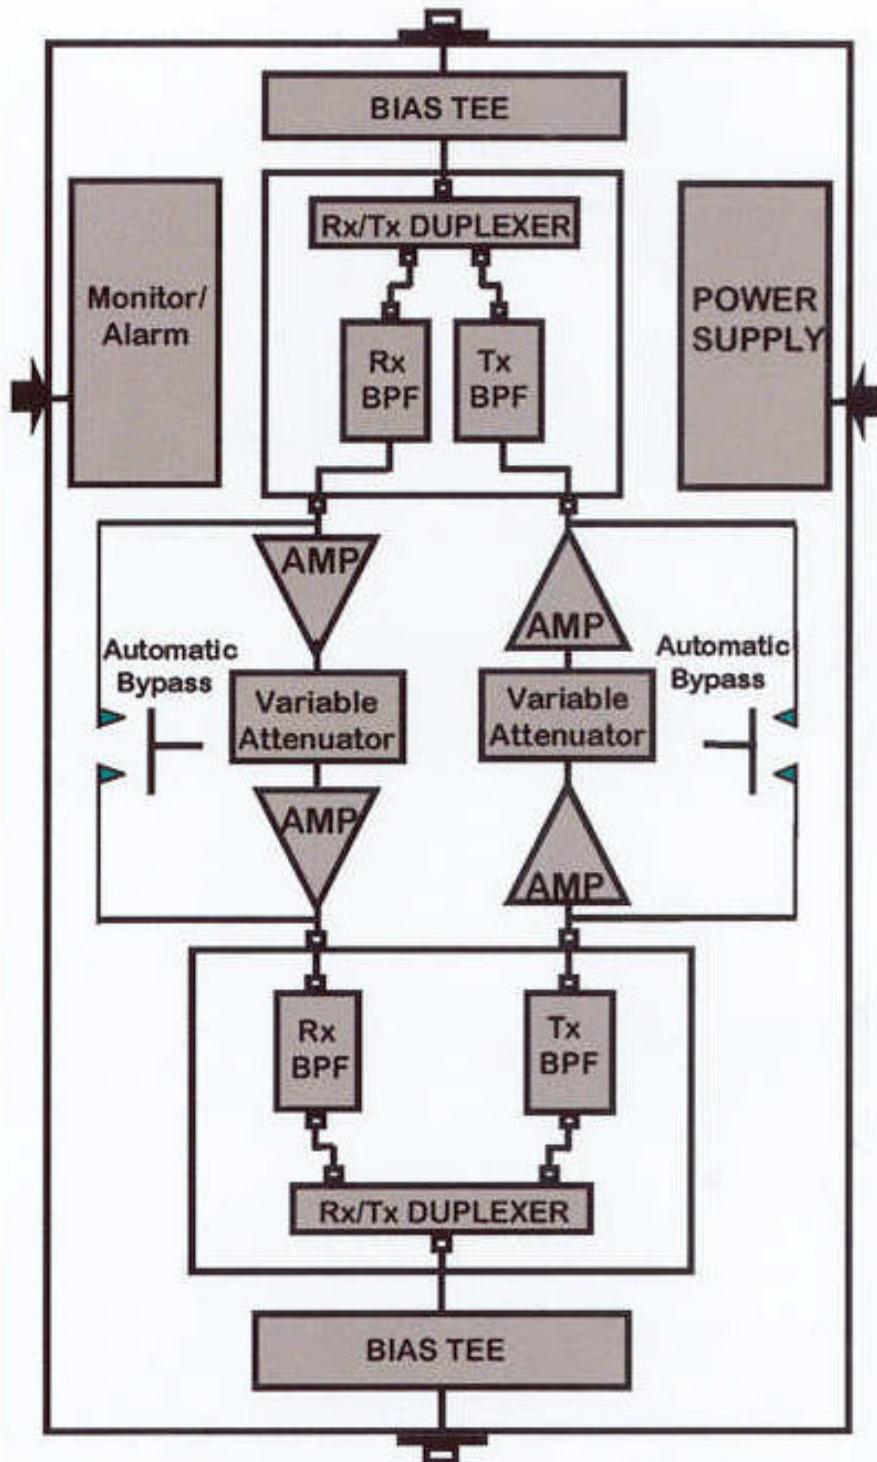 BIAS TEE
Rx/Tx DUPLEXER
Monitor/
Alarm
POWER
SUPPLY
Rx
BPF
Tx
BPF
AMP
AMP
Automatic
Bypass
Variable
Attenuator
Variable
Attenuator
Automatic
Bypass
AMP
AMP
Rx
BPF
Tx
BPF
Rx/Tx DUPLEXER
BIAS TEE